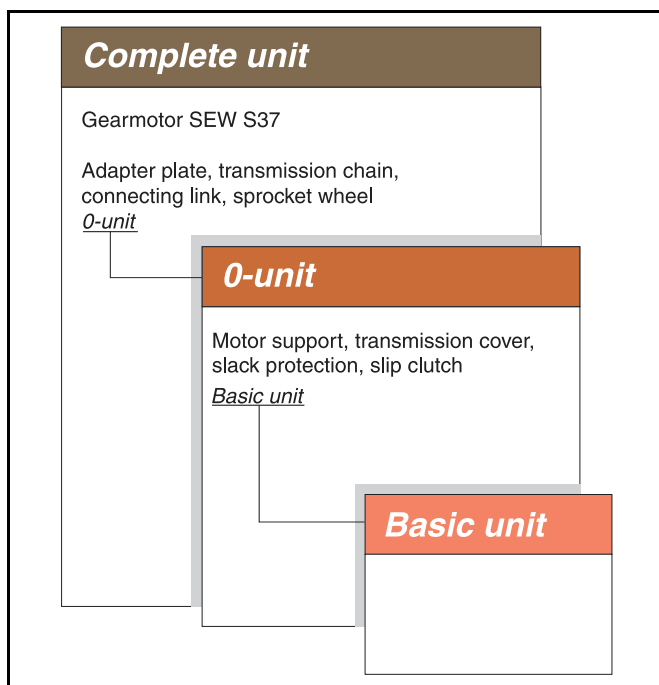 Complete unit
Gearmotor SEW S37
Adapter plate, transmission chain,
connecting link, sprocket wheel
0-unit
0-unit
Motor support, transmission cover,
slack protection, slip clutch
Basic unit
Basic unit